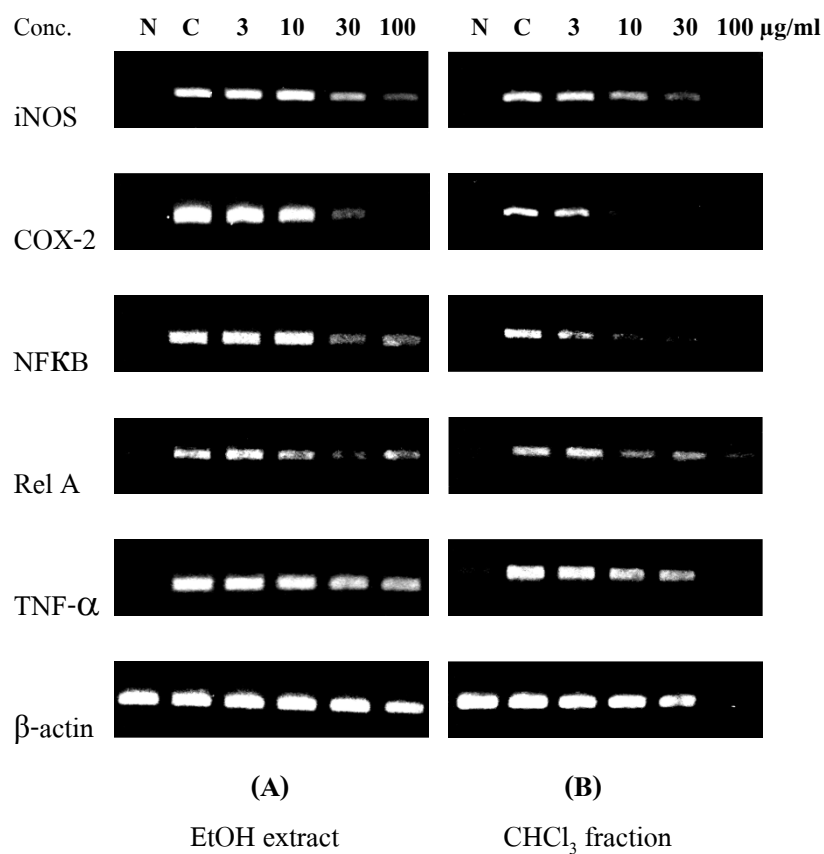 Conc. N C 3 10 30 100 N C 3 10 30 100 µg/ml
iNOS
COX-2
NFΚB
Rel A
TNF-α
β-actin
(A) (B)
EtOH extract CHCl₃ fraction